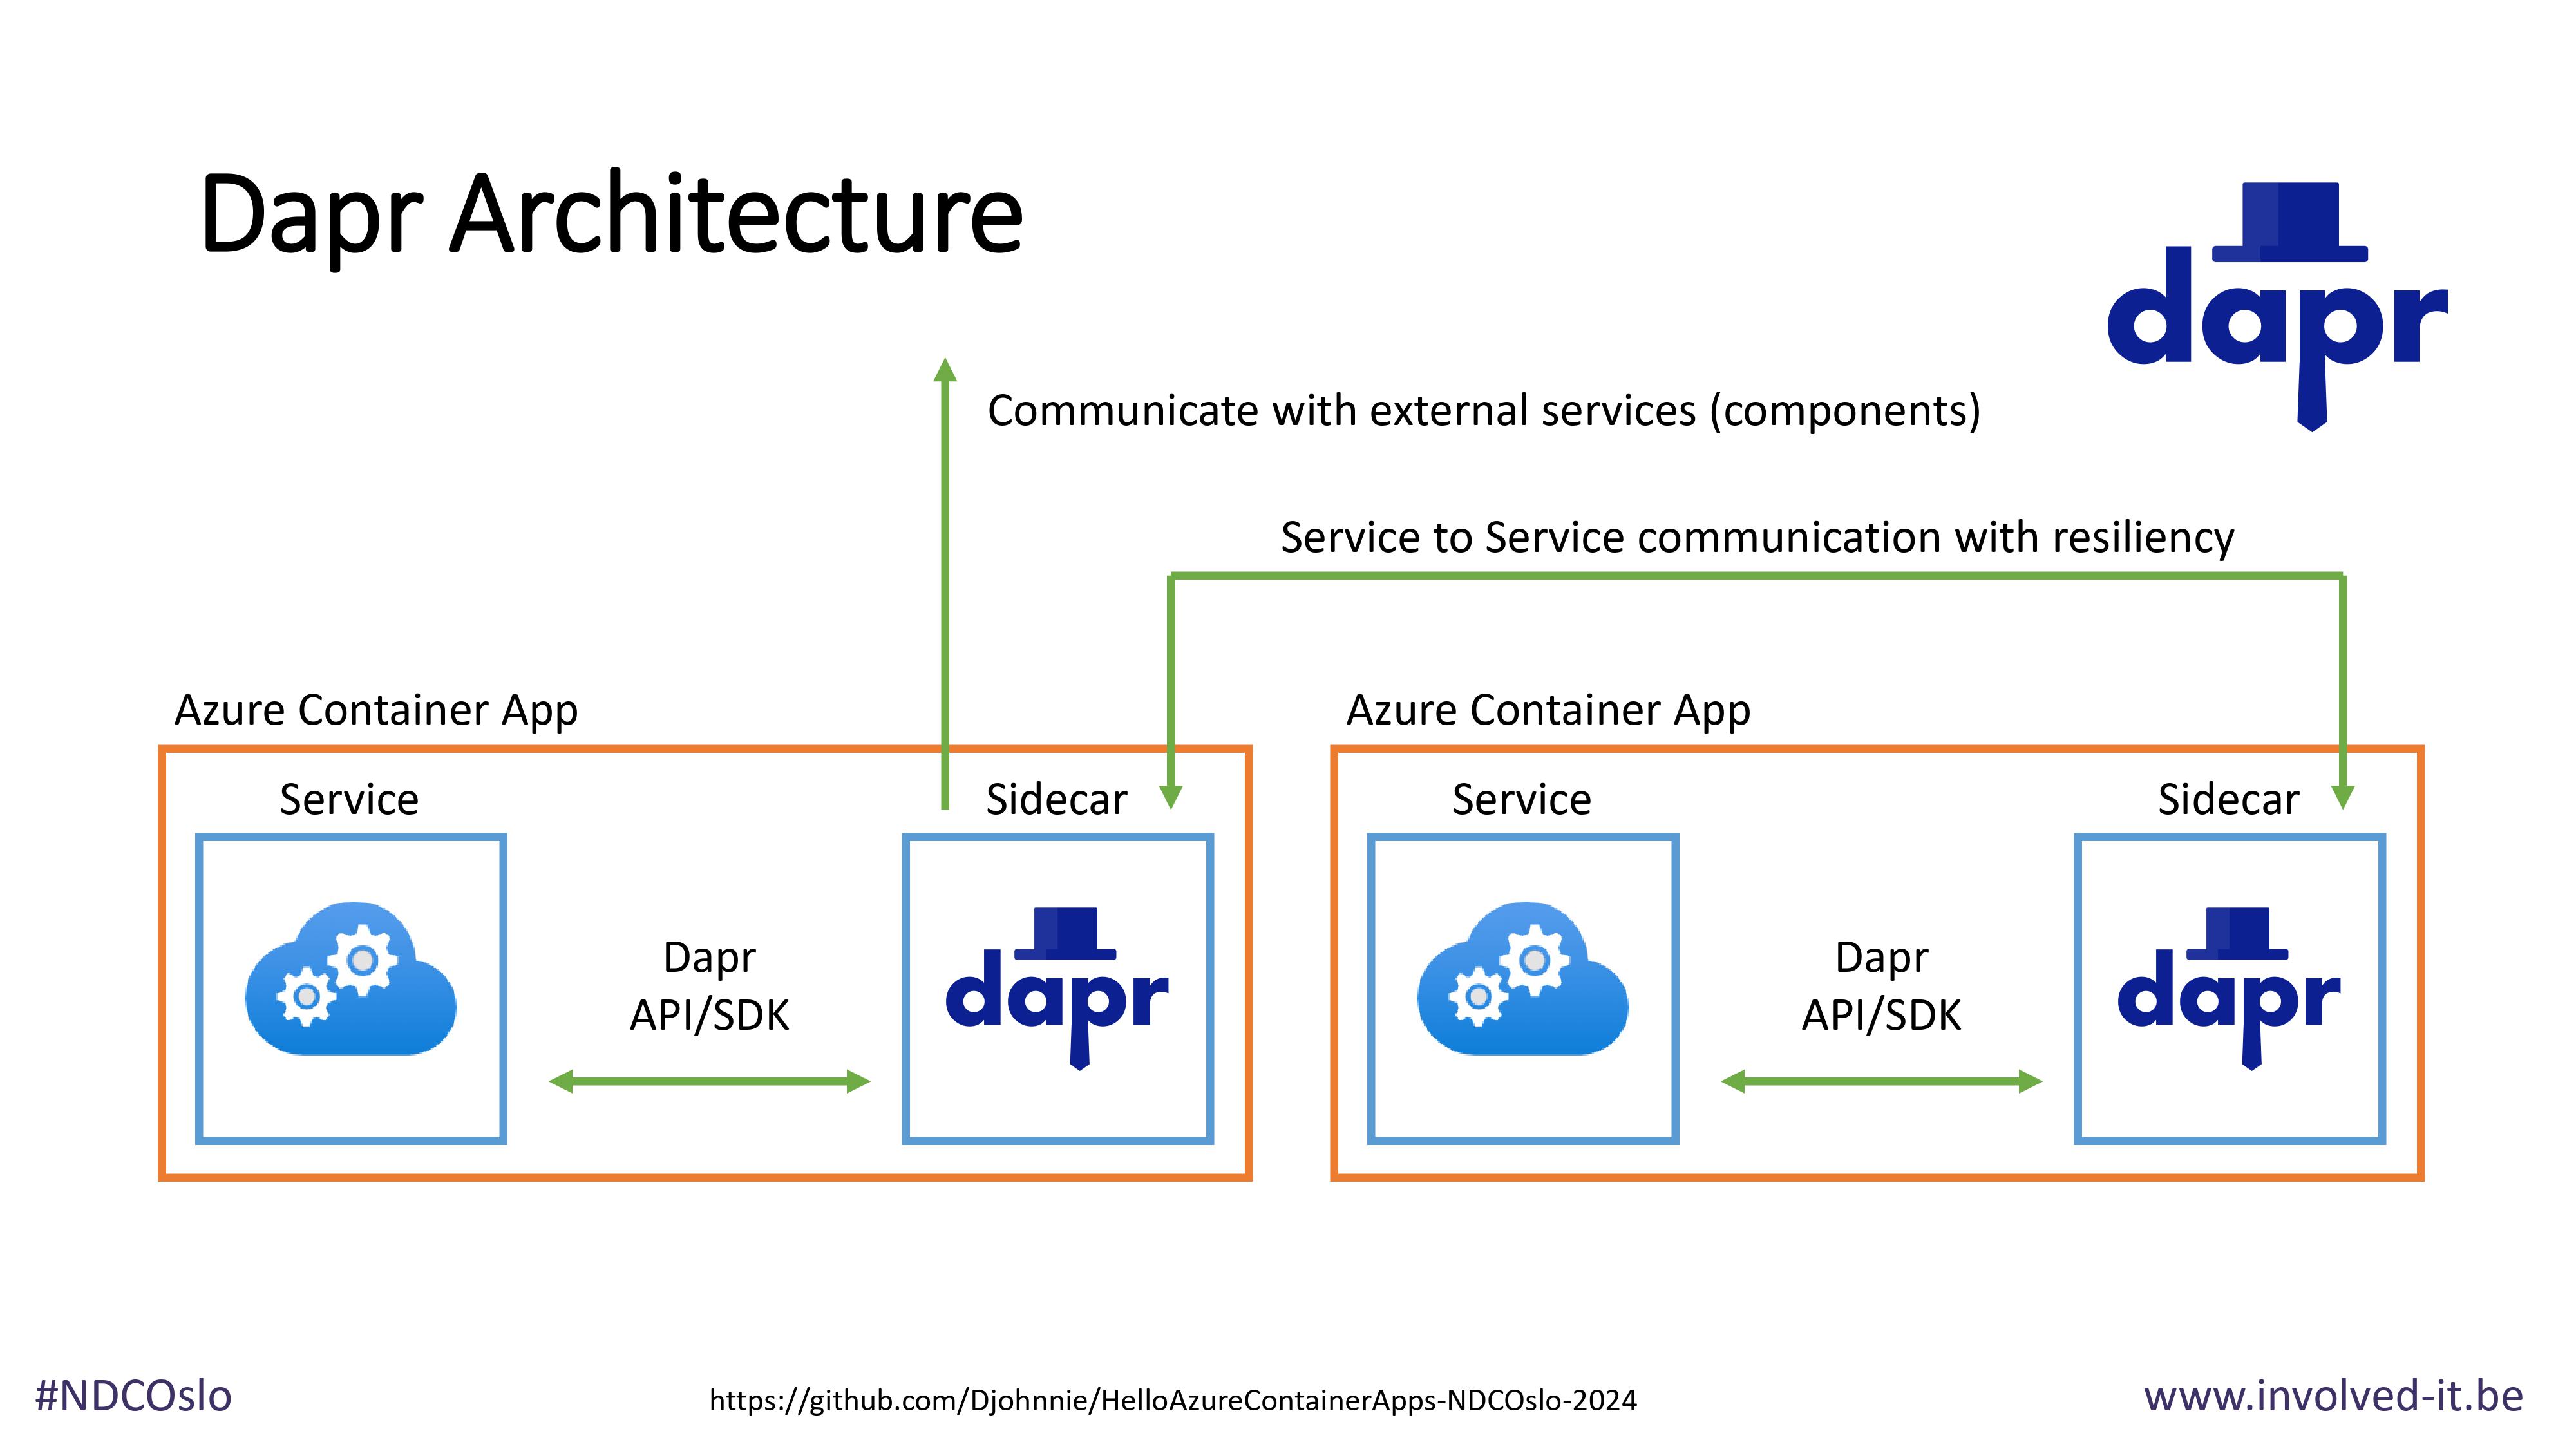 Dapr Architecture
dapr
Communicate with external services (components)
Service to Service communication with resiliency
Azure Container App
Azure Container App
Service
Sidecar
Service
Sidecar
Dapr
API/SDK
dapr
Dapr
API/SDK
dapr
#NDCOslo
https://github.com/Djohnnie/HelloAzureContainerApps-NDCOslo-2024
www.involved-it.be